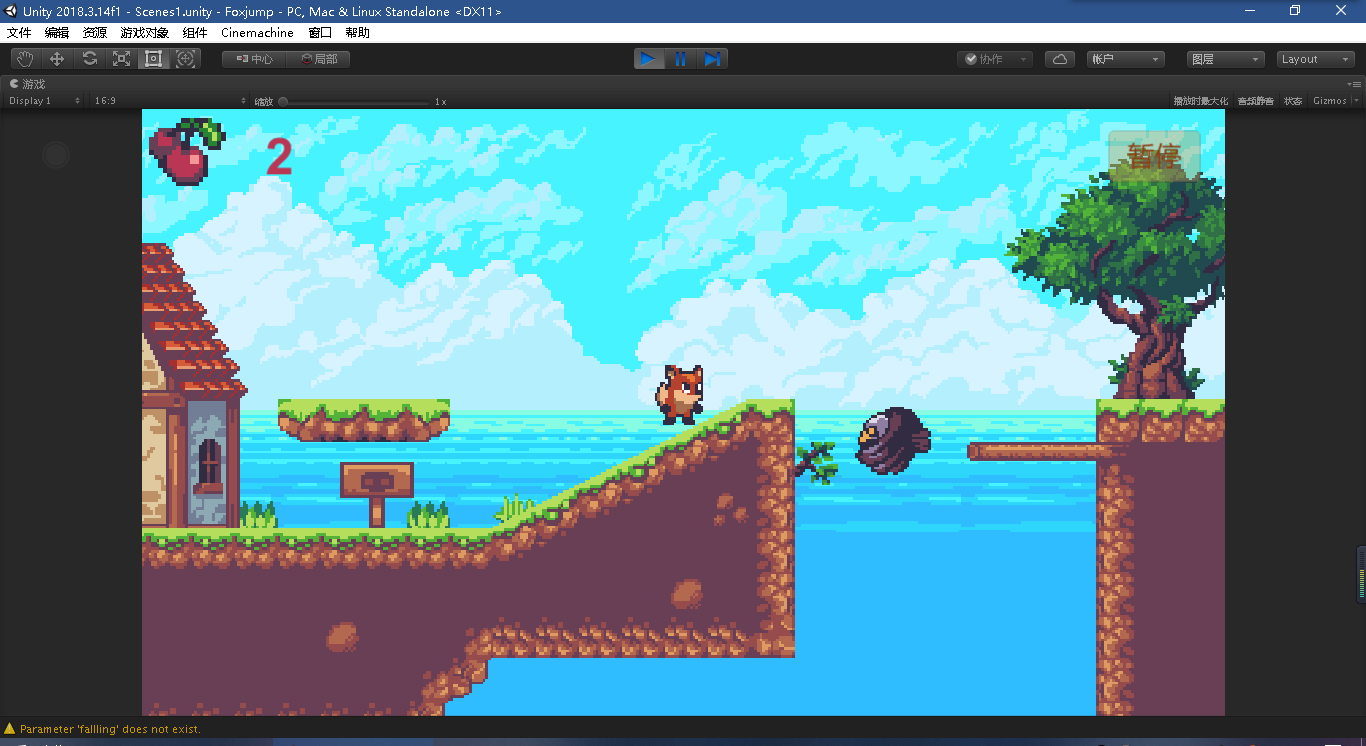 Unity 2018.3.14f1 - Scenes1.unity - Foxjump - PC, Mac & Linux Standalone <DX11>
文件 编辑 资源 游戏对象 组件 Cinemachine 窗口 帮助
中心 局部 协作 帐户 图层 Layout
游戏
Display 1 16:9 缩放 1x 播放时最大化 音频静音 状态 Gizmos
2 暂停
Parameter 'fallling' does not exist.